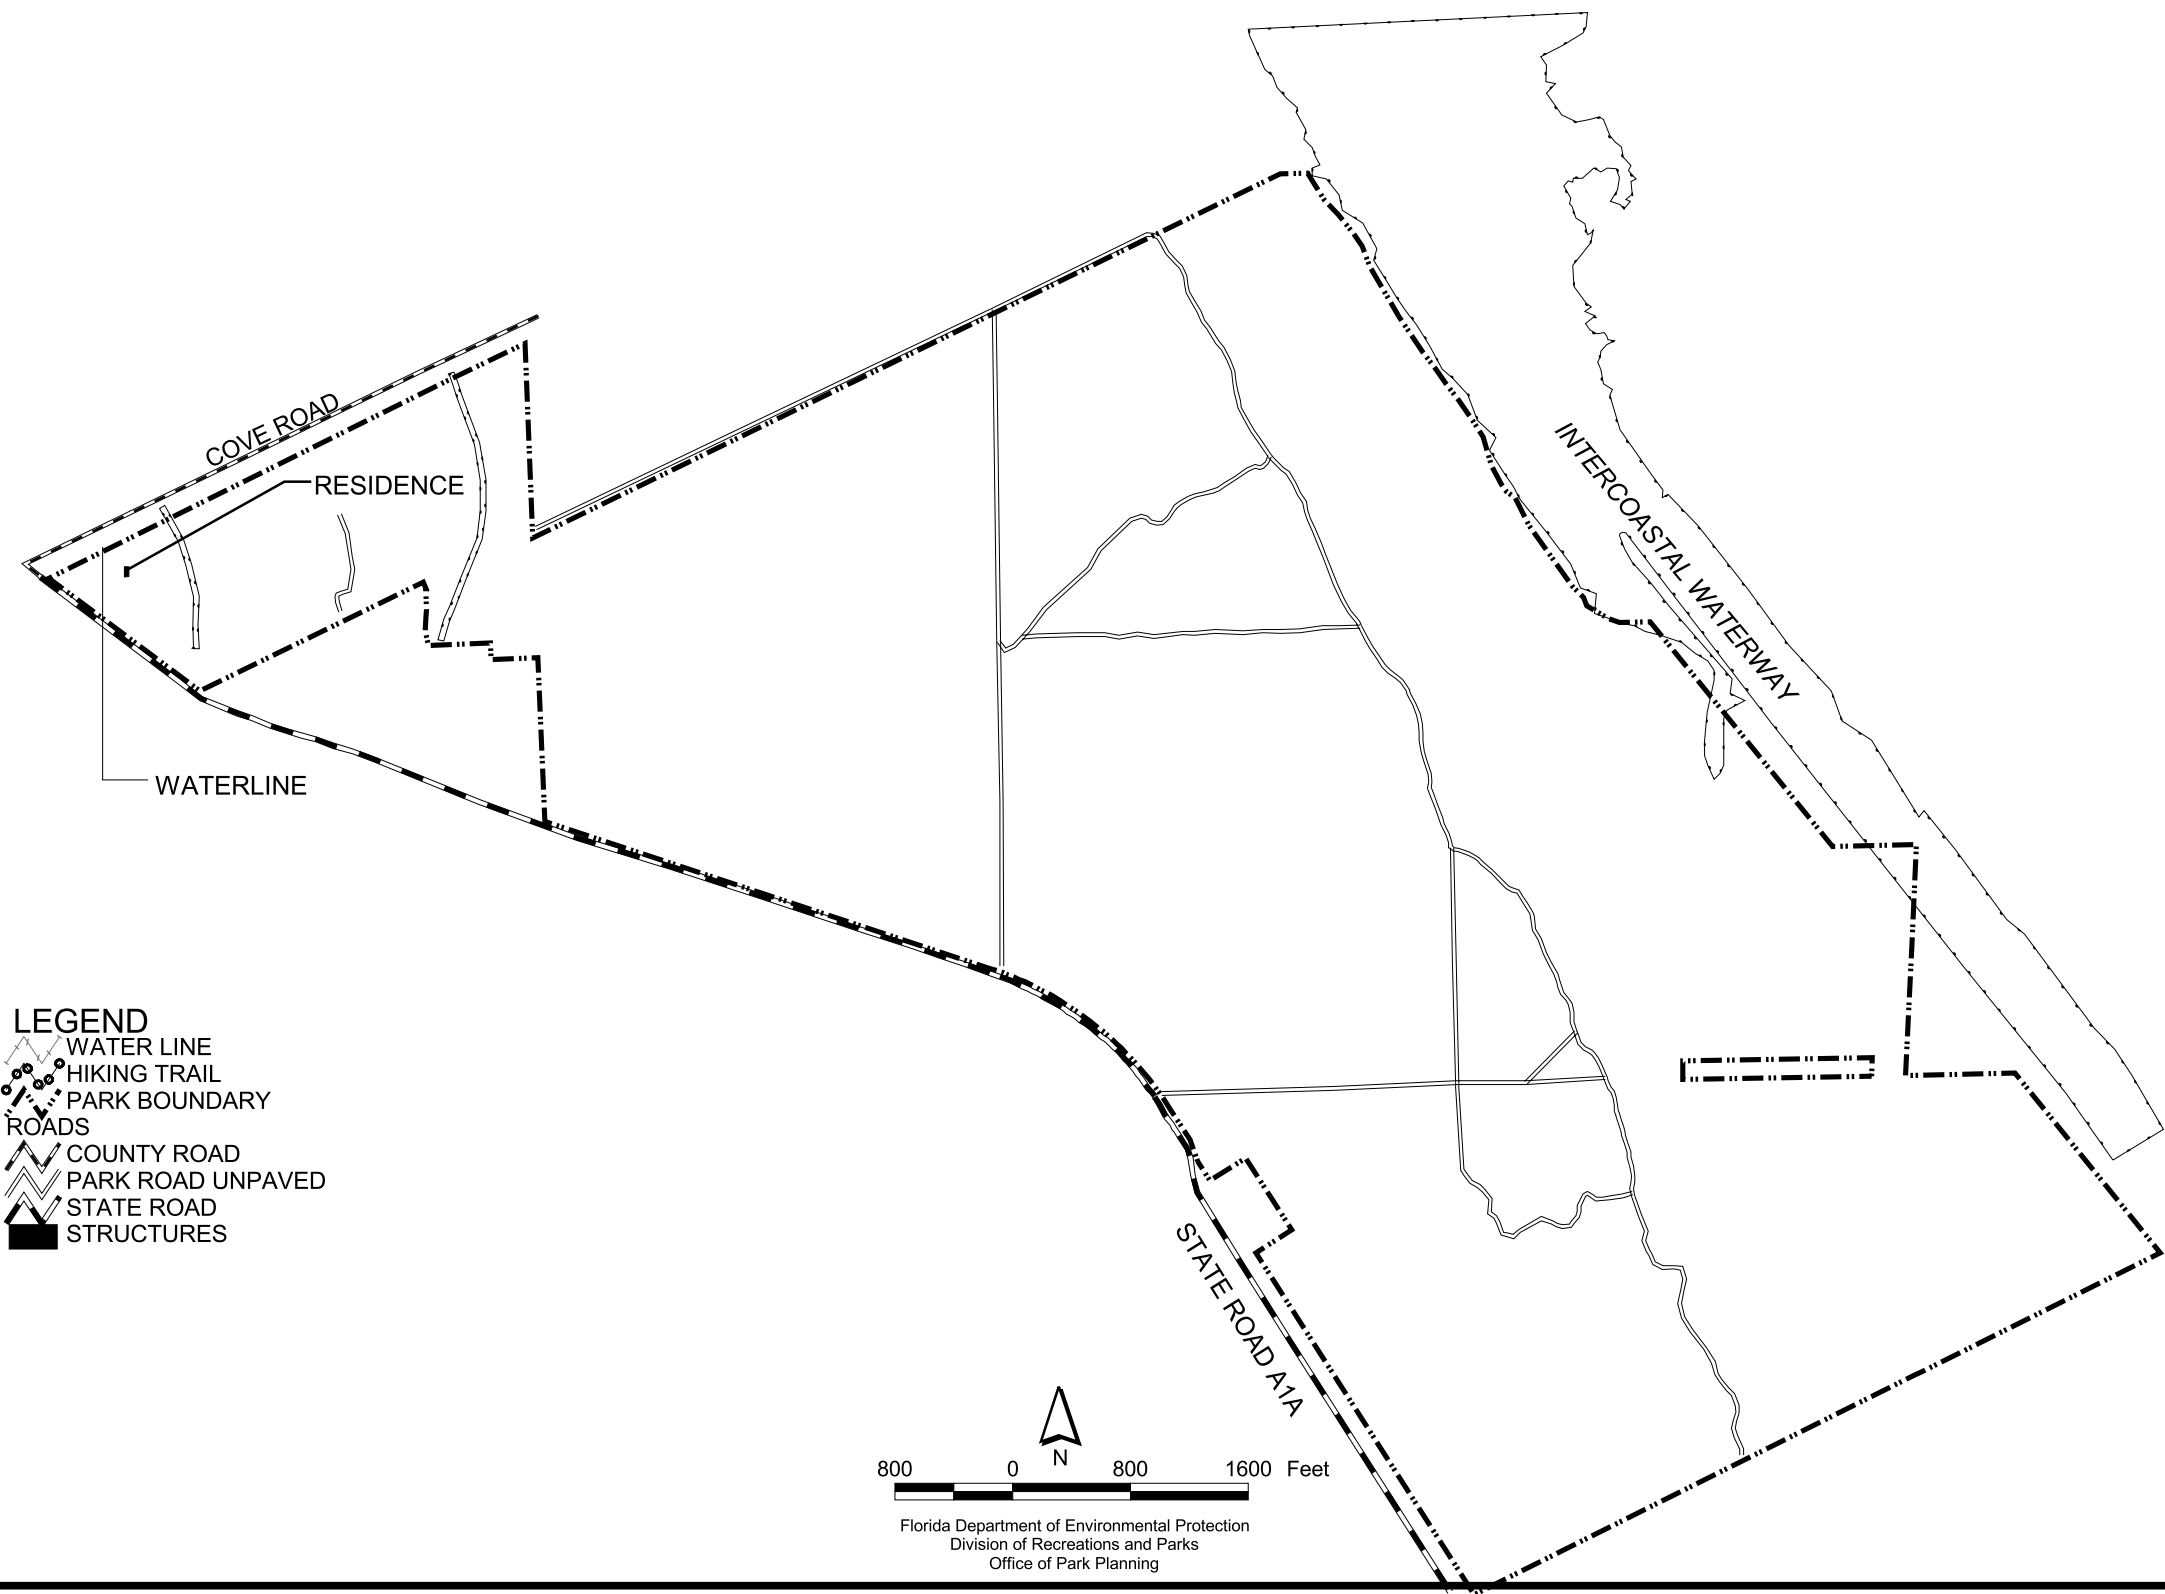 COVE ROAD
RESIDENCE
INTERCOASTAL WATERWAY
WATERLINE
LEGEND
WATER LINE
HIKING TRAIL
PARK BOUNDARY
ROADS
COUNTY ROAD
PARK ROAD UNPAVED
STATE ROAD
STRUCTURES
STATE ROAD A1A
N
800 0 800 1600 Feet
Florida Department of Environmental Protection
Division of Recreations and Parks
Office of Park Planning